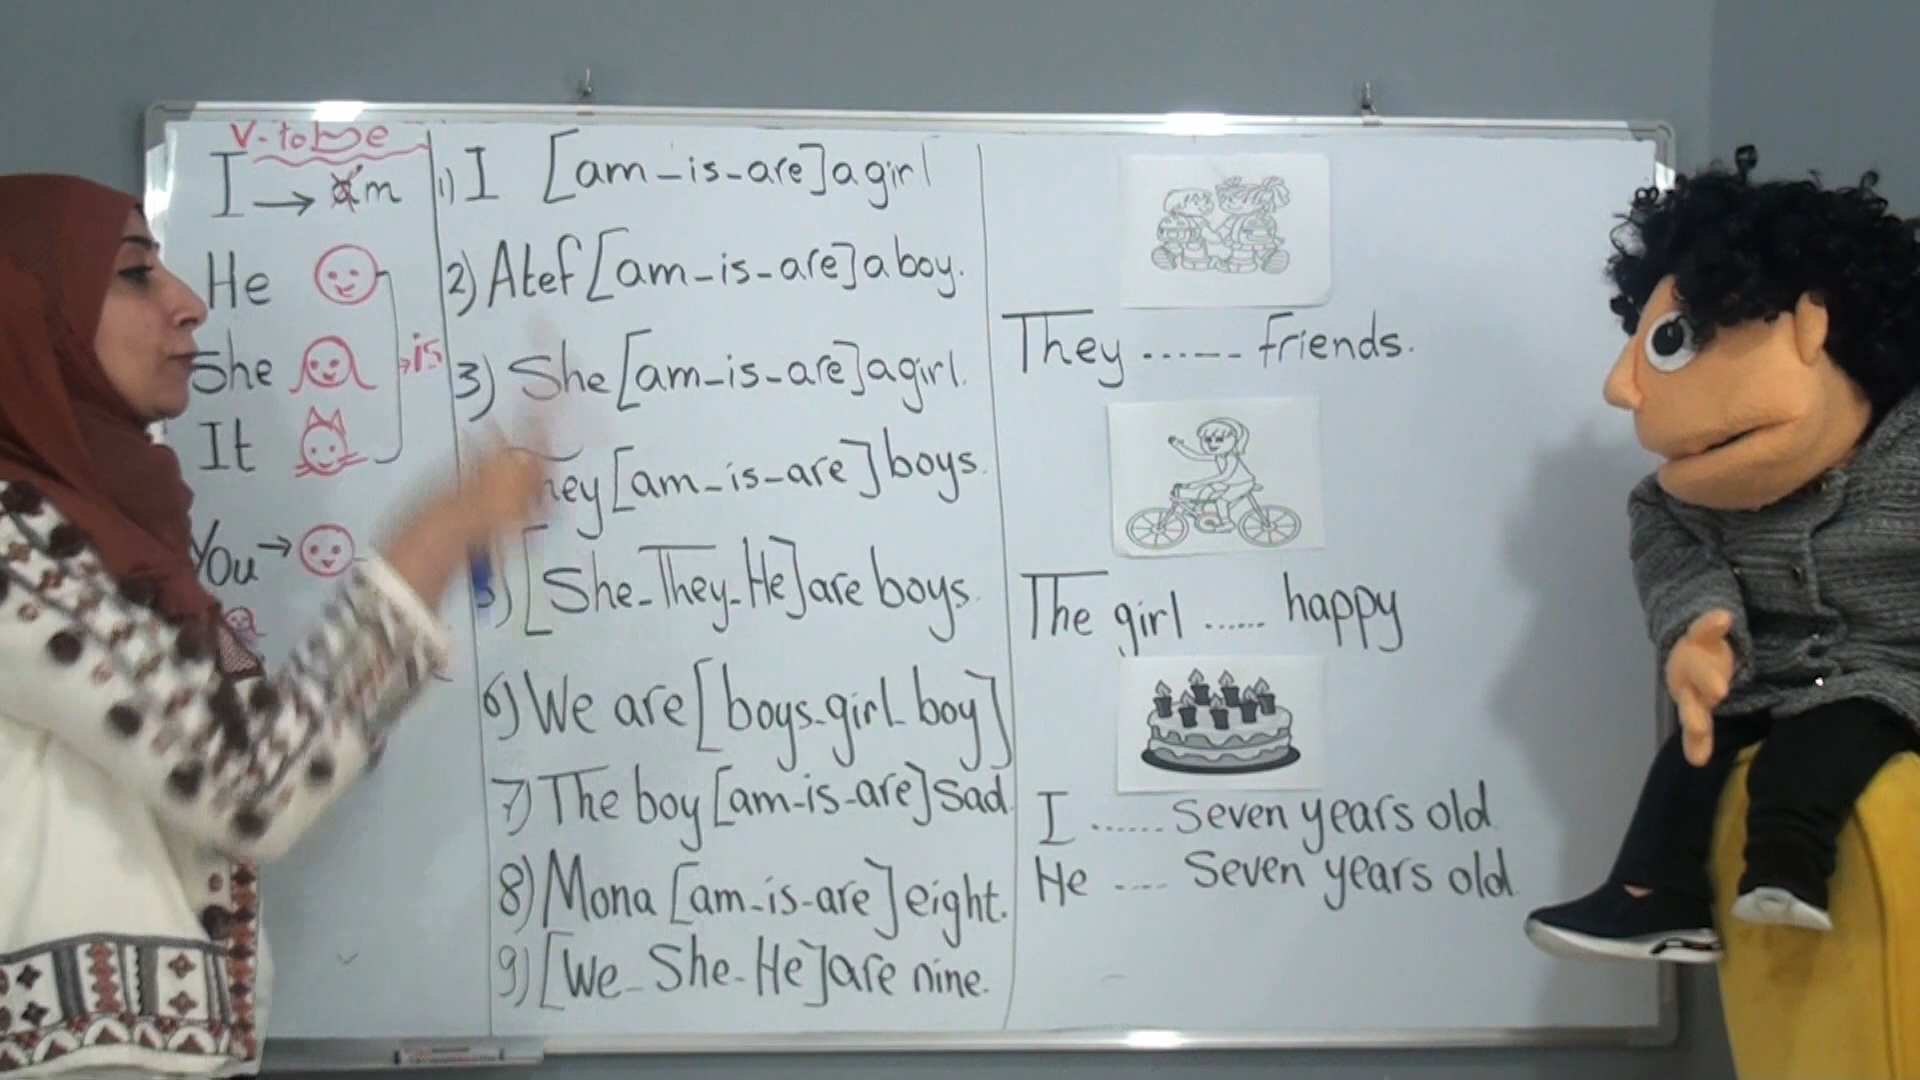 V. to be
I → am
He
She
is
It
You →
1) I [am-is-are] a girl
2) Atef [am-is-are] a boy.
3) She [am-is-are] a girl.
[am-is-are] boys.
5) [She-They-He] are boys.
6) We are [boys-girl-boy]
7) The boy [am-is-are] sad.
8) Mona [am-is-are] eight.
9) [We-She-He] are nine.
They ...... friends.
The girl ...... happy
I ...... seven years old
He .... seven years old